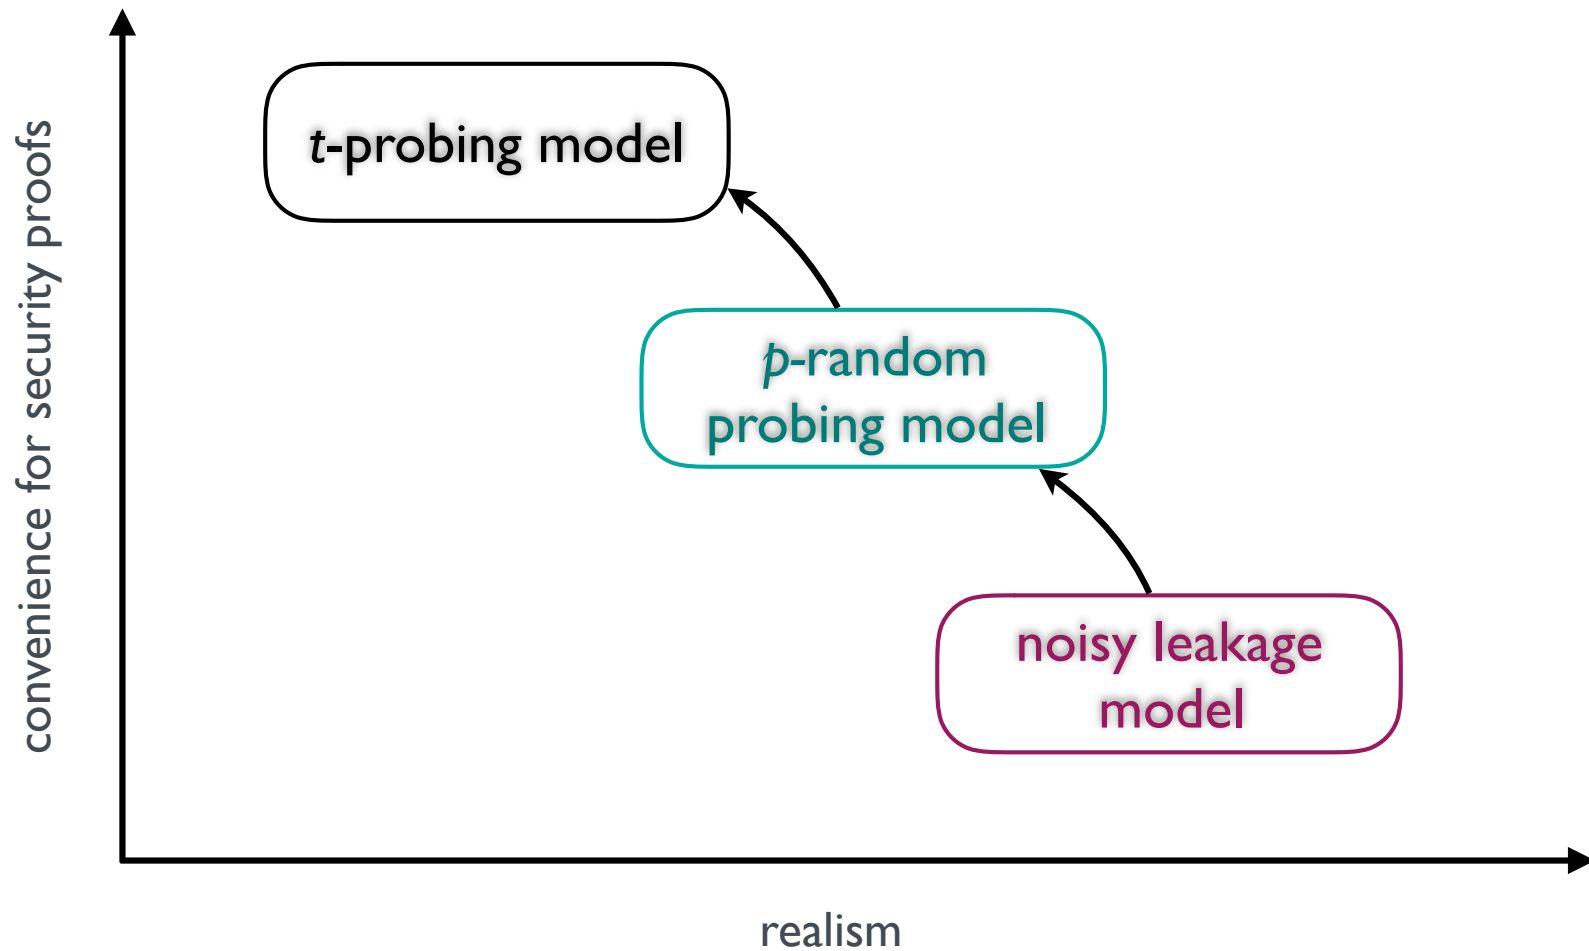 convenience for security proofs
t-probing model
p-random
probing model
noisy leakage
model
realism